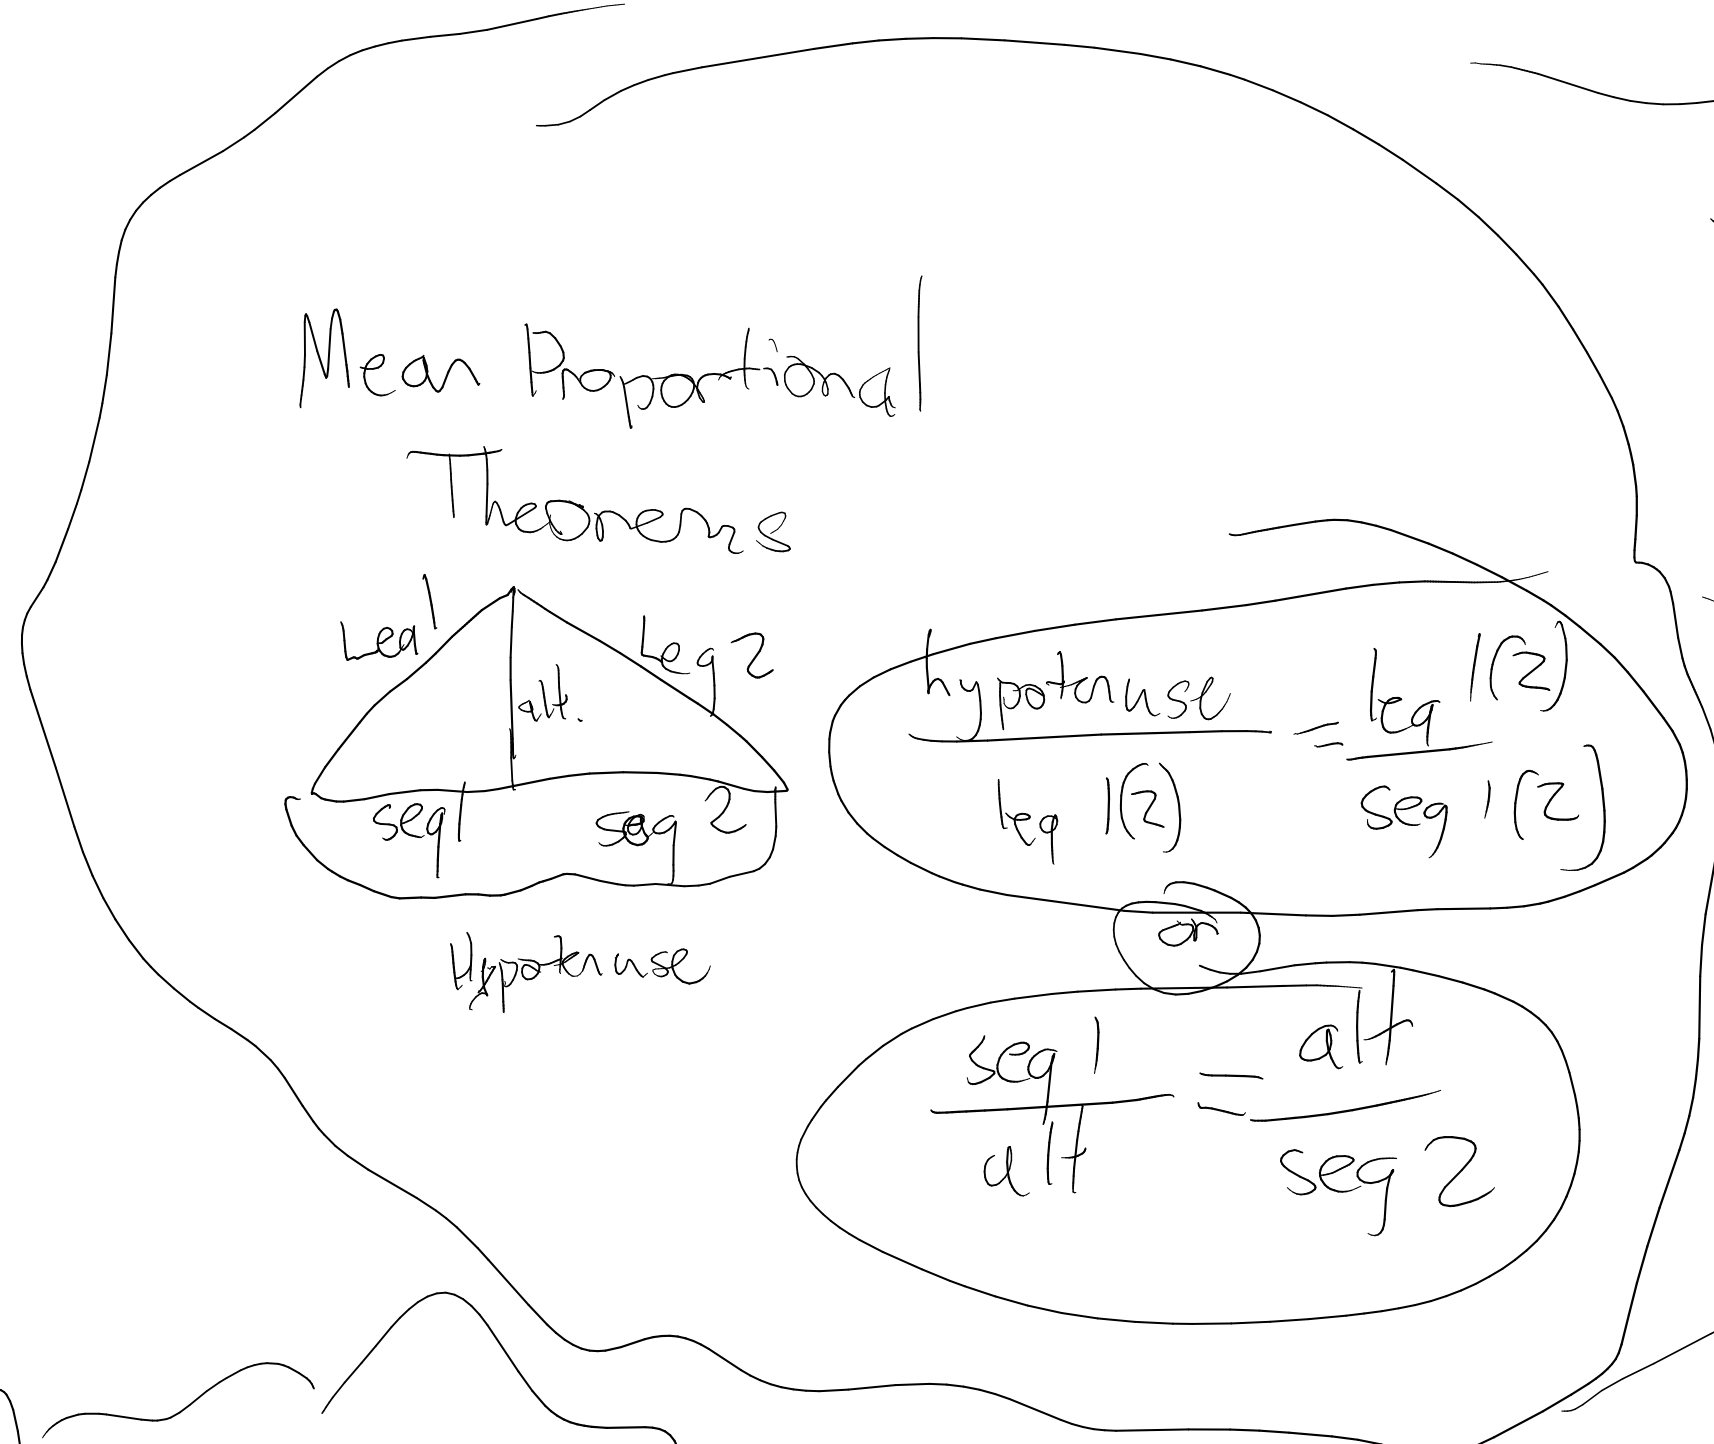 Mean Proportional
Theorems
Leg 1
Leg 2
alt.
seg 1
seg 2
Hypotenuse
hypotenuse / leg 1(2) = leg 1(2) / seg 1(2)
or
seg 1 / alt = alt / seg 2